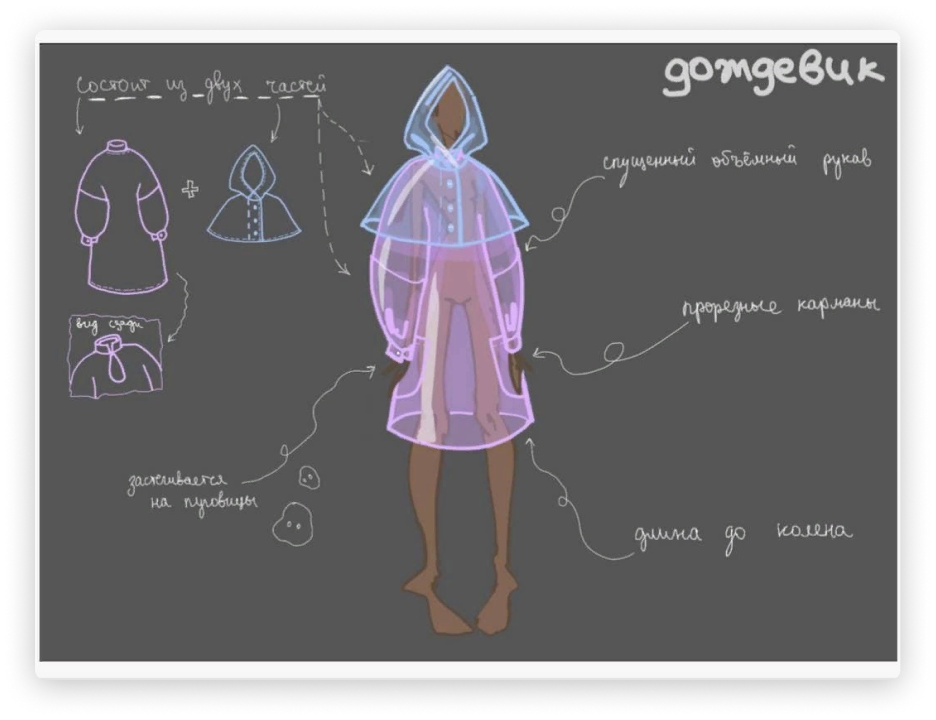 дождевик
состоит из двух частей
+
вид сзади
спущенный объёмный рукав
прорезные карманы
застёгивается
на пуговицы
длина до колена